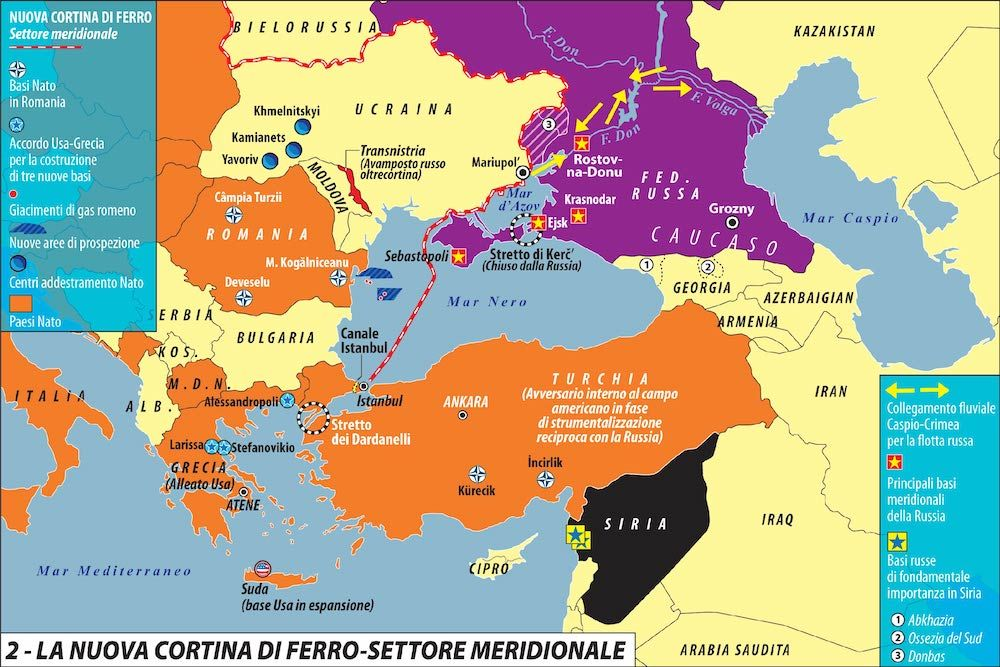 NUOVA CORTINA DI FERRO
Settore meridionale
Basi Nato
in Romania
Accordo Usa-Grecia
per la costruzione
di tre nuove basi
Giacimenti di gas romeno
Nuove aree di prospezione
Centri addestramento Nato
Paesi Nato
BIELORUSSIA
KAZAKISTAN
F. Don
F. Volga
UCRAINA
Khmelnitskyi
Kamianets
Yavoriv
3
F. Don
Transnistria
(Avamposto russo
oltrecortina)
Mariupol'
Rostov-
na-Donu
MOLDOVA
FED.
RUSSA
Mar
d'Azov
Krasnodar
Câmpia Turzii
Ejsk
Grozny
Mar Caspio
ROMANIA
CAUCASO
Sebastopoli
Stretto di Kerč'
(Chiuso dalla Russia)
M. Kogălniceanu
1
2
Deveselu
GEORGIA
Mar Nero
AZERBAIGIAN
SERBIA
ARMENIA
BULGARIA
Canale
Istanbul
KOS.
M.D.N.
ITALIA
ALB.
Alessandropoli
Istanbul
TURCHIA
(Avversario interno al campo
americano in fase
di strumentalizzazione
reciproca con la Russia)
ANKARA
IRAN
Stretto
dei Dardanelli
Larissa
Stefanovikio
GRECIA
(Alleato Usa)
ATENE
Kürecik
İncirlik
SIRIA
IRAQ
CIPRO
Mar Mediterraneo
Suda
(base Usa in espansione)
ARABIA SAUDITA
Collegamento fluviale
Caspio-Crimea
per la flotta russa
Principali basi
meridionali
della Russia
Basi russe
di fondamentale
importanza in Siria
1 Abkhazia
2 Ossezia del Sud
3 Donbas
2 - LA NUOVA CORTINA DI FERRO-SETTORE MERIDIONALE